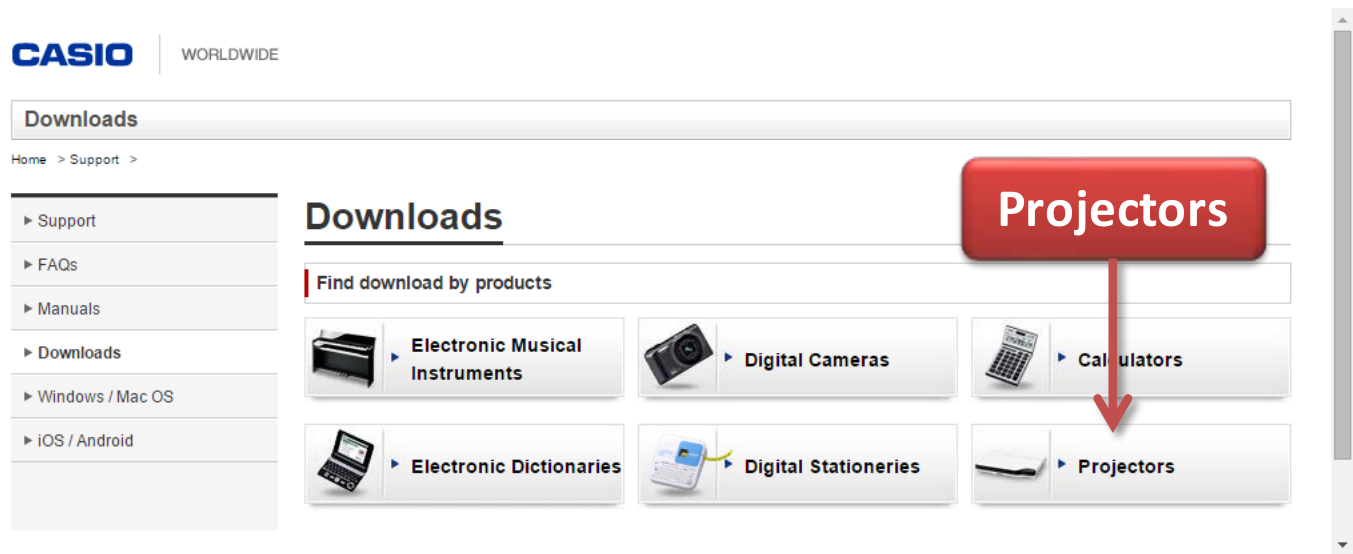 CASIO WORLDWIDE
Downloads
Home > Support >
Support
FAQs
Manuals
Downloads
Windows / Mac OS
iOS / Android
Downloads
Projectors
Find download by products
Electronic Musical
Instruments
Digital Cameras
Calculators
Electronic Dictionaries
Digital Stationeries
Projectors